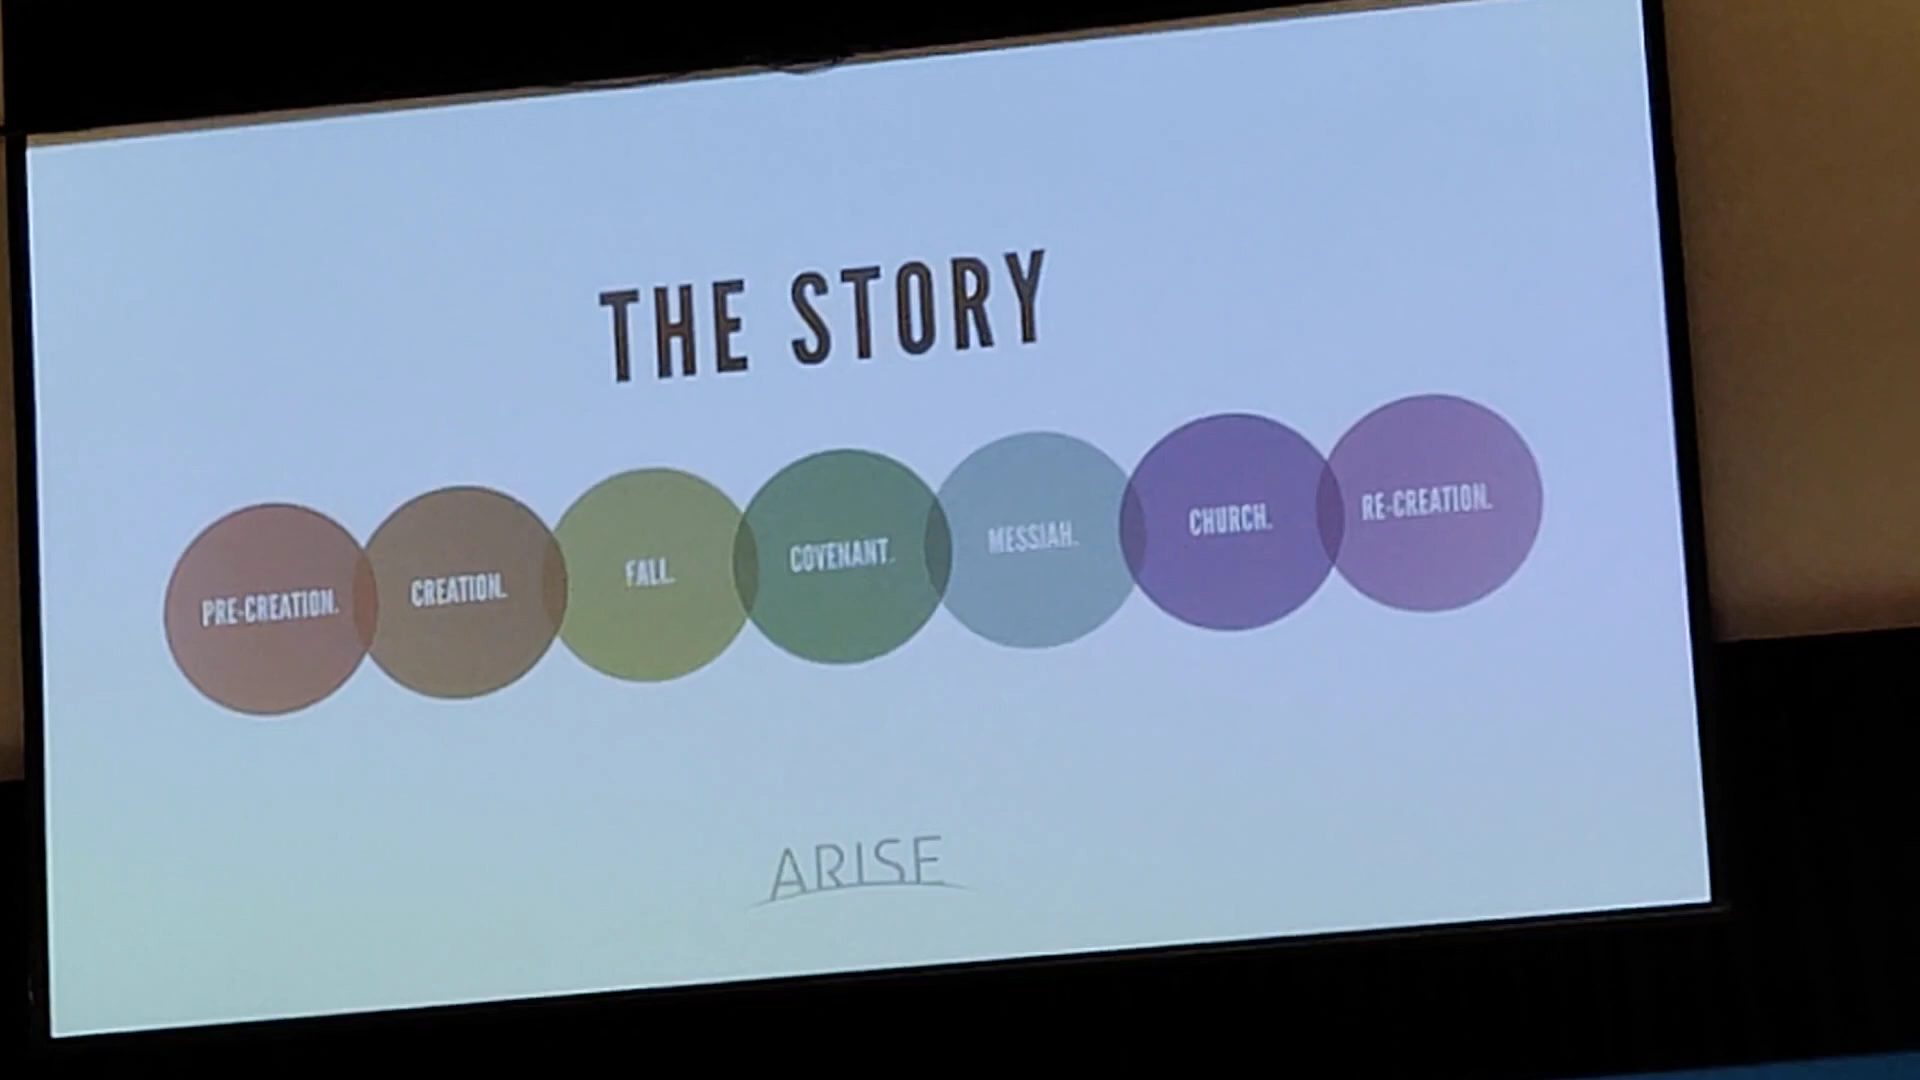 THE STORY
PRE-CREATION. CREATION. FALL. COVENANT. MESSIAH. CHURCH. RE-CREATION.
ARISE